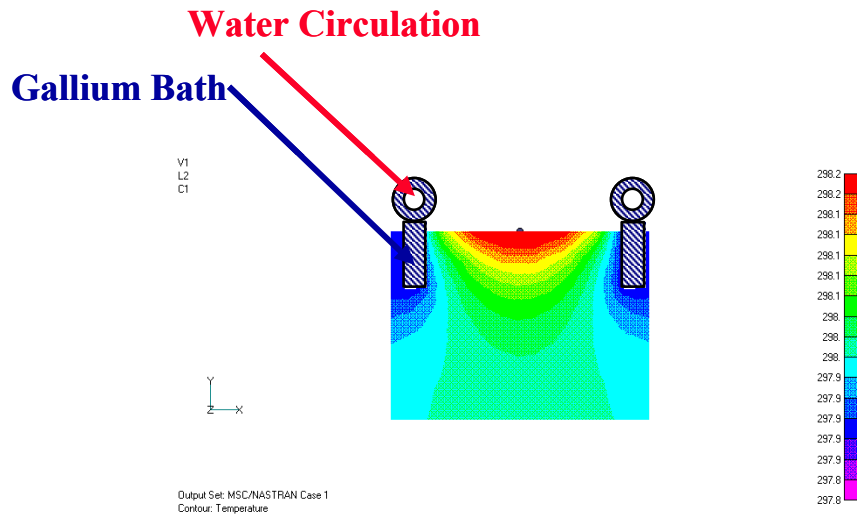 Water Circulation
Gallium Bath
V1
L2
C1
298.2
298.2
298.1
298.1
298.1
298.1
298.1
298.
298.
298.
297.9
297.9
297.9
297.9
297.9
297.8
297.8
Y
Z
X
Output Set: MSC/NASTRAN Case 1
Contour: Temperature